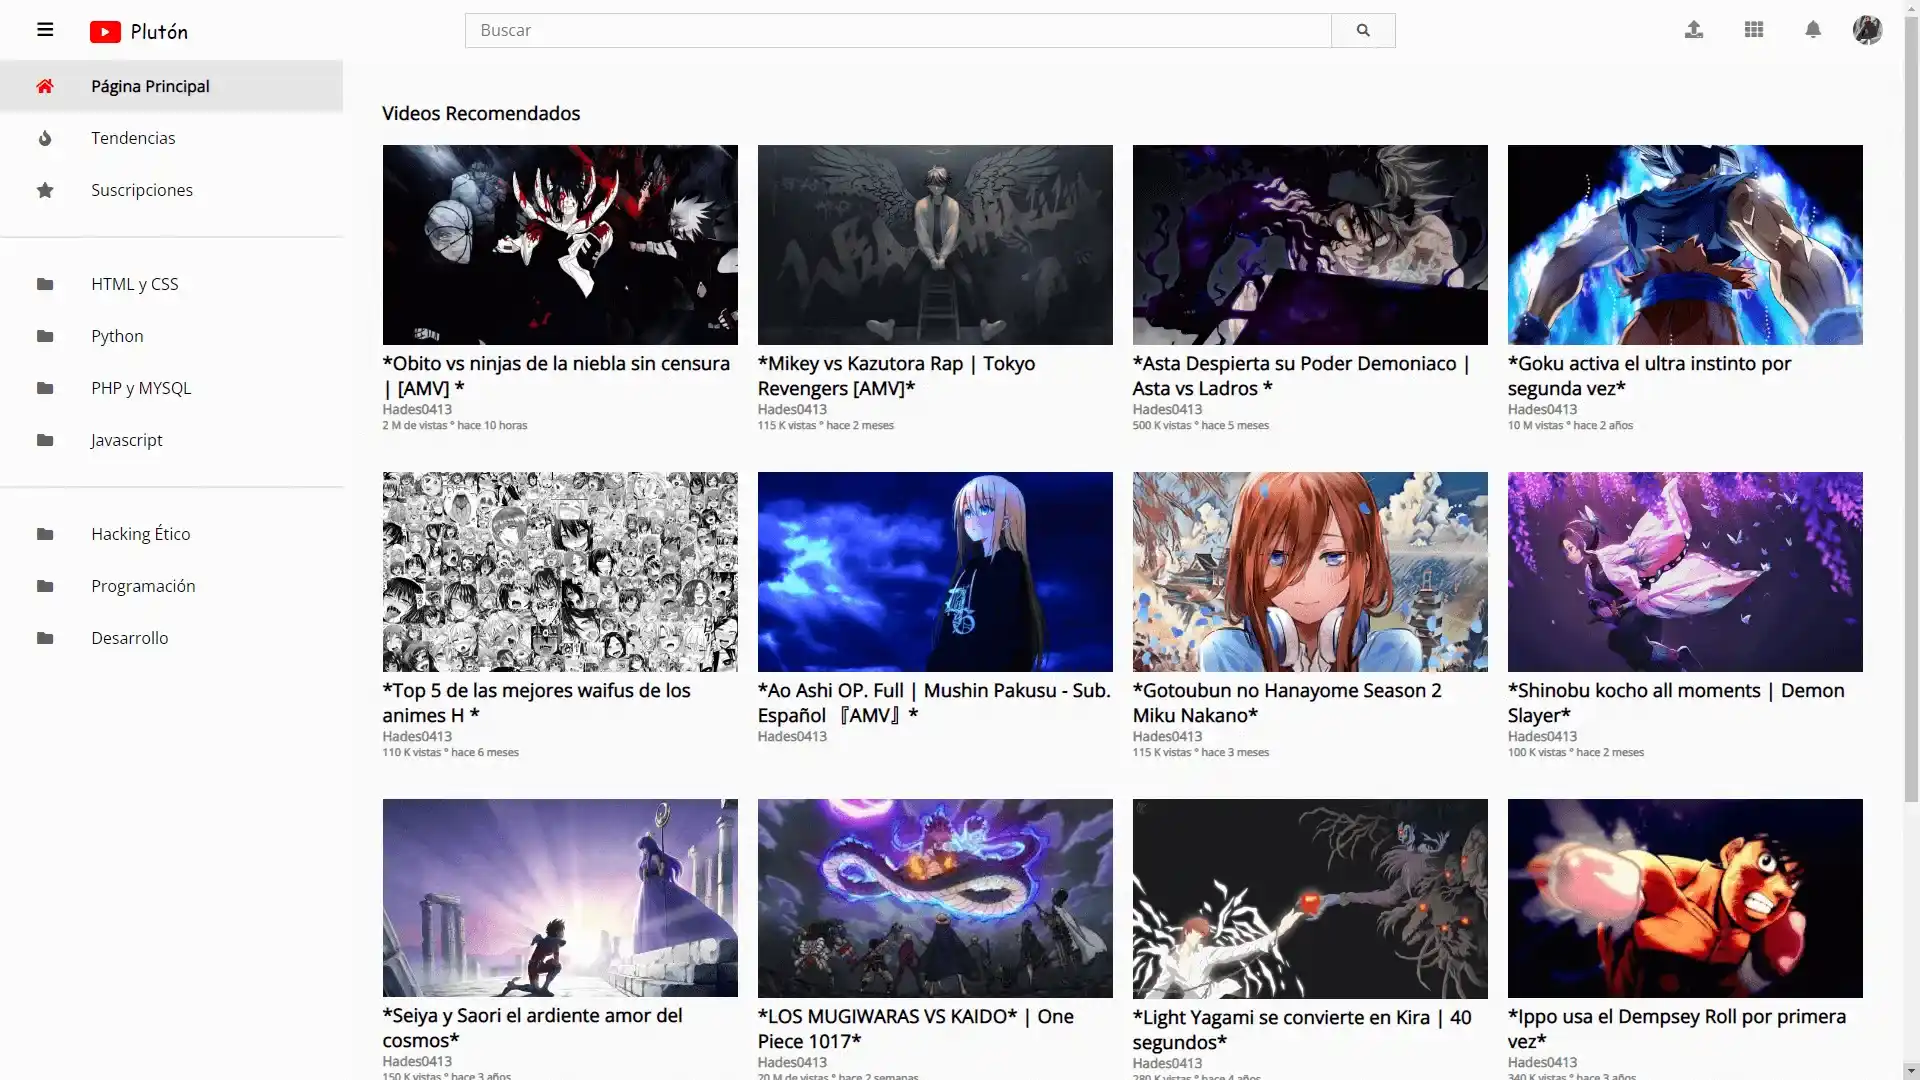 Plutón
Buscar
Página Principal
Tendencias
Suscripciones
HTML y CSS
Python
PHP y MYSQL
Javascript
Hacking Ético
Programación
Desarrollo
Videos Recomendados
*Obito vs ninjas de la niebla sin censura
| [AMV] *
Hades0413
2 M de vistas ° hace 10 horas
*Mikey vs Kazutora Rap | Tokyo
Revengers [AMV]*
Hades0413
115 K vistas ° hace 2 meses
*Asta Despierta su Poder Demoniaco |
Asta vs Ladros *
Hades0413
500 K vistas ° hace 5 meses
*Goku activa el ultra instinto por
segunda vez*
Hades0413
10 M vistas ° hace 2 años
*Top 5 de las mejores waifus de los
animes H *
Hades0413
110 K vistas ° hace 6 meses
*Ao Ashi OP. Full | Mushin Pakusu - Sub.
Español 『AMV』*
Hades0413
*Gotoubun no Hanayome Season 2
Miku Nakano*
Hades0413
115 K vistas ° hace 3 meses
*Shinobu kocho all moments | Demon
Slayer*
Hades0413
100 K vistas ° hace 2 meses
*Seiya y Saori el ardiente amor del
cosmos*
Hades0413
150 K vistas ° hace 3 años
*LOS MUGIWARAS VS KAIDO* | One
Piece 1017*
Hades0413
20 M de vistas ° hace 2 semanas
*Light Yagami se convierte en Kira | 40
segundos*
Hades0413
280 K vistas ° hace 4 años
*Ippo usa el Dempsey Roll por primera
vez*
Hades0413
340 K vistas ° hace 3 años